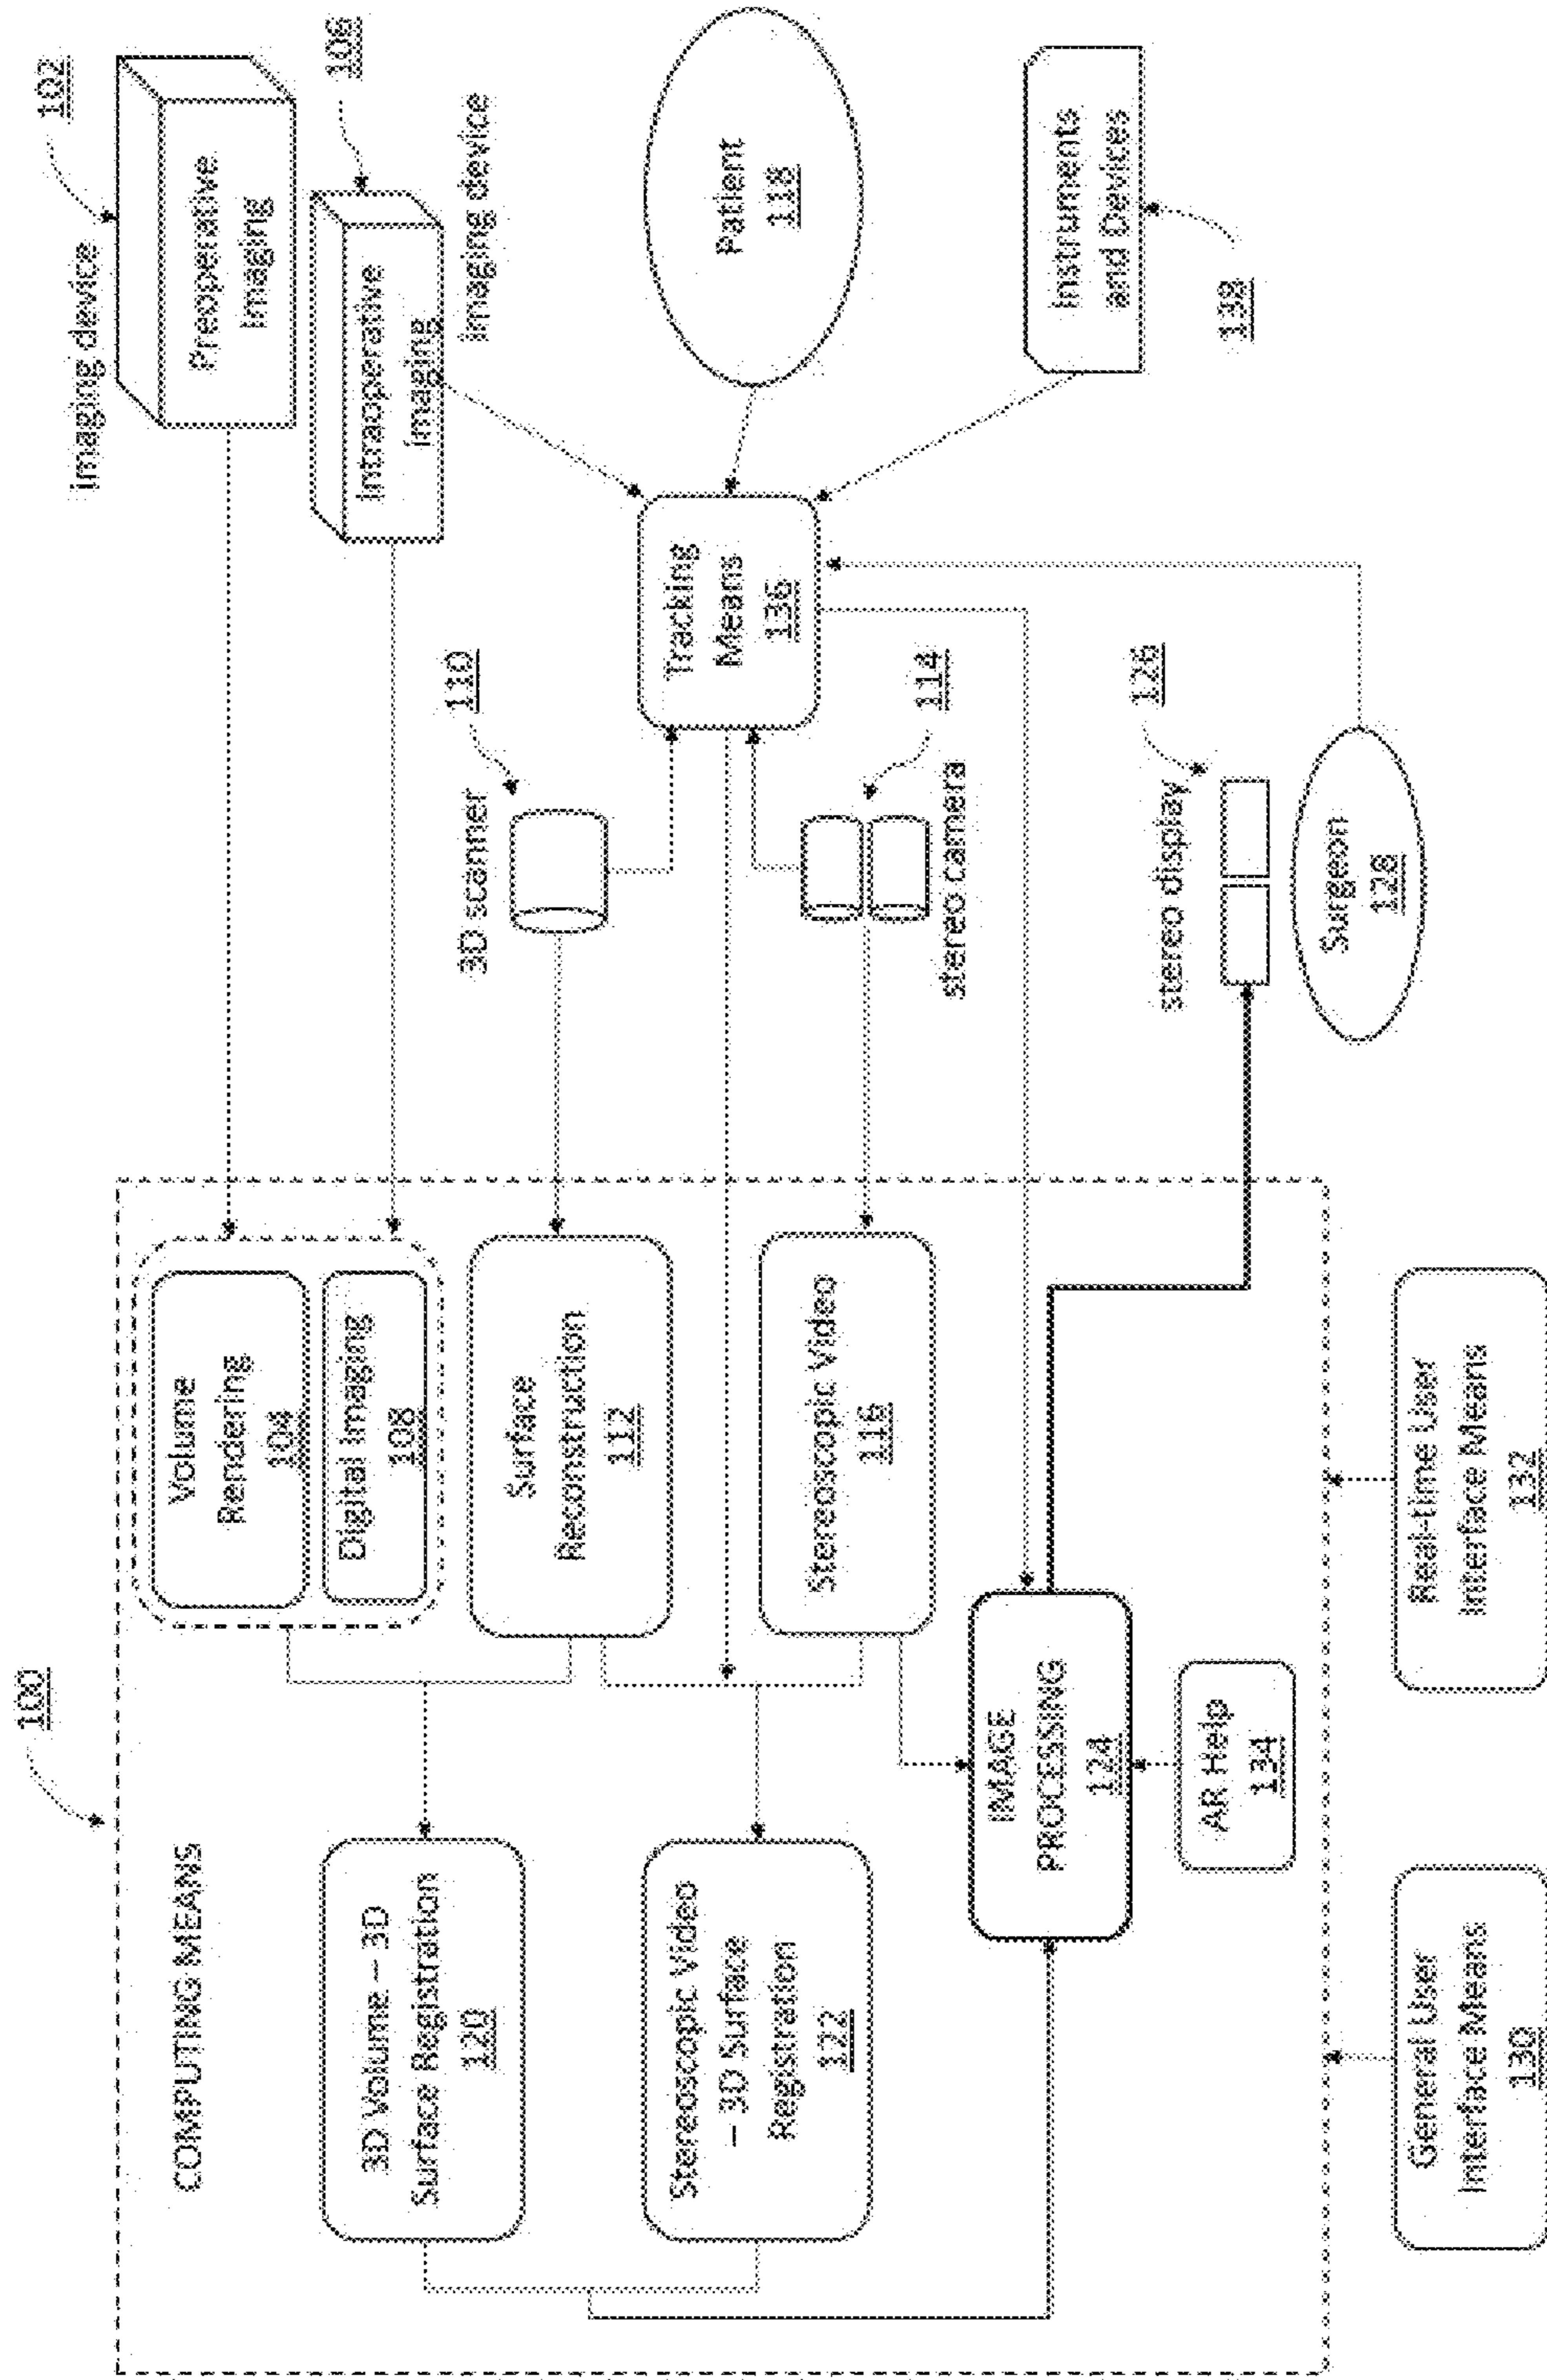 100
COMPUTING MEANS
3D Volume – 3D
Surface Registration
120
Stereoscopic Video
– 3D Surface
Registration
122
Volume
Rendering
104
Digital Imaging
108
Surface
Reconstruction
112
Stereoscopic Video
116
IMAGE
PROCESSING
124
AR Help
134
General User
Interface Means
130
Real-time User
Interface Means
132
3D scanner
110
114
stereo camera
stereo display
126
Surgeon
128
Tracking
Means
136
imaging device
102
Preoperative
Imaging
106
Intraoperative
Imaging
imaging device
Patient
118
Instruments
and Devices
138